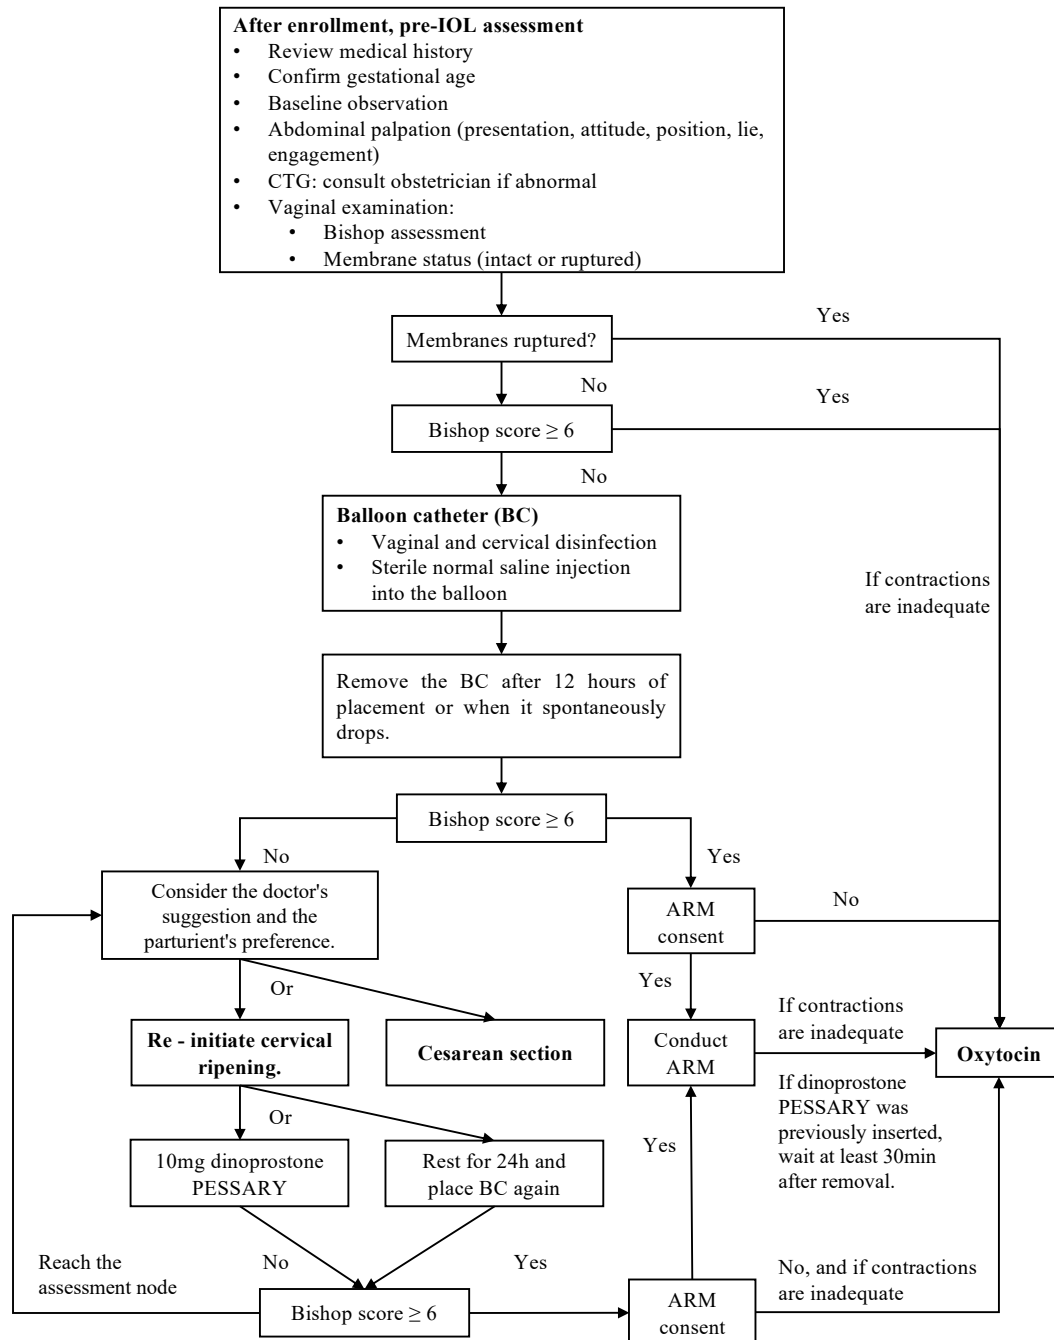 After enrollment, pre-IOL assessment
• Review medical history
• Confirm gestational age
• Baseline observation
• Abdominal palpation (presentation, attitude, position, lie,
engagement)
• CTG: consult obstetrician if abnormal
• Vaginal examination:
• Bishop assessment
• Membrane status (intact or ruptured)
Yes
Membranes ruptured?
No
Yes
Bishop score ≥ 6
No
Balloon catheter (BC)
• Vaginal and cervical disinfection
• Sterile normal saline injection
into the balloon
If contractions
are inadequate
Remove the BC after 12 hours of
placement or when it spontaneously
drops.
Bishop score ≥ 6
No
Yes
Consider the doctor's
suggestion and the
parturient's preference.
ARM
consent
No
Or
Yes
Re - initiate cervical
ripening.
Cesarean section
Conduct
ARM
If contractions
are inadequate
Oxytocin
If dinoprostone
PESSARY was
previously inserted,
wait at least 30min
after removal.
Or
Yes
10mg dinoprostone
PESSARY
Rest for 24h and
place BC again
Reach the
assessment node
No
Yes
No, and if contractions
are inadequate
Bishop score ≥ 6
ARM
consent